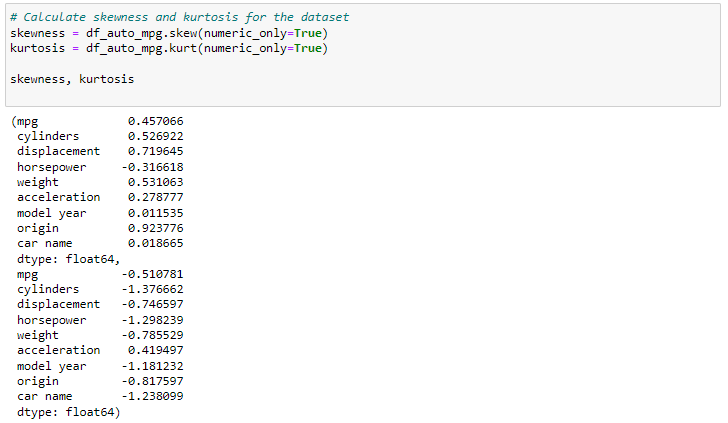 # Calculate skewness and kurtosis for the dataset
skewness = df_auto_mpg.skew(numeric_only=True)
kurtosis = df_auto_mpg.kurt(numeric_only=True)
skewness, kurtosis
(mpg 0.457066
cylinders 0.526922
displacement 0.719645
horsepower -0.316618
weight 0.531063
acceleration 0.278777
model year 0.011535
origin 0.923776
car name 0.018665
dtype: float64,
mpg -0.510781
cylinders -1.376662
displacement -0.746597
horsepower -1.298239
weight -0.785529
acceleration 0.419497
model year -1.181232
origin -0.817597
car name -1.238099
dtype: float64)